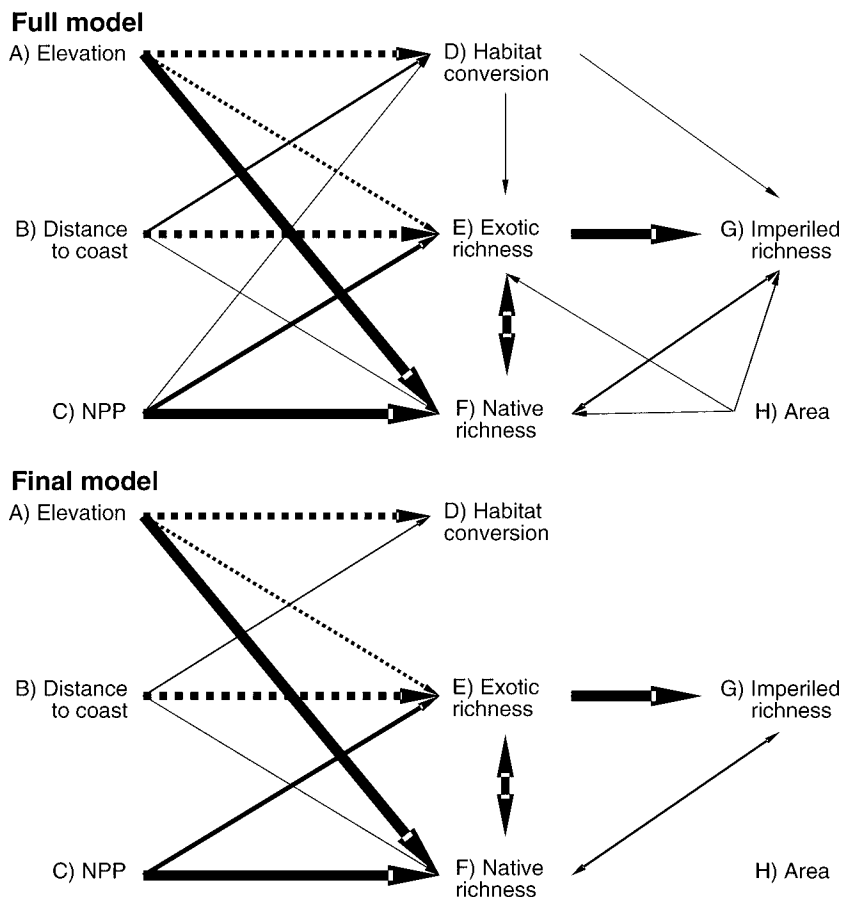 Full model
A) Elevation
D) Habitat
conversion
B) Distance
to coast
E) Exotic
richness
G) Imperiled
richness
C) NPP
F) Native
richness
H) Area
Final model
A) Elevation
D) Habitat
conversion
B) Distance
to coast
E) Exotic
richness
G) Imperiled
richness
C) NPP
F) Native
richness
H) Area